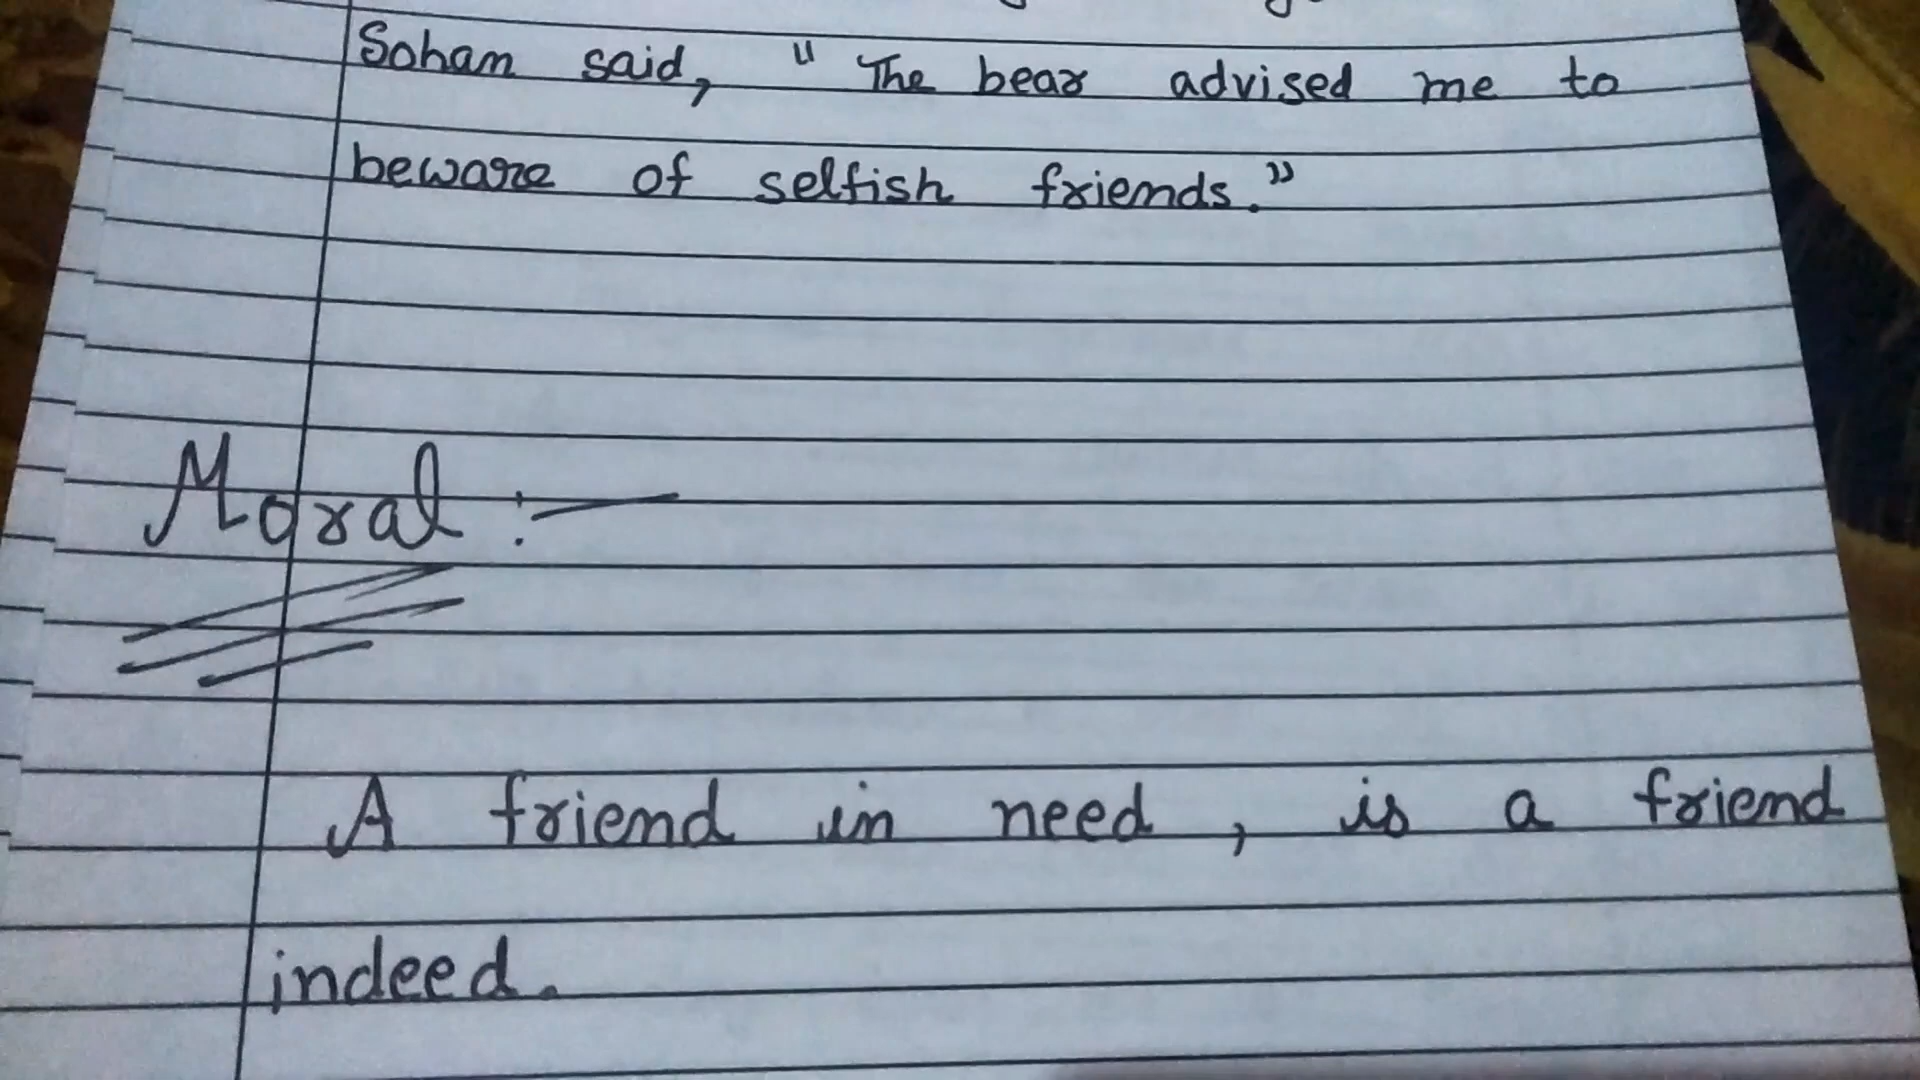 Soham said, " The bear advised me to
beware of selfish friends."
Moral :-
A friend in need , is a friend
indeed.